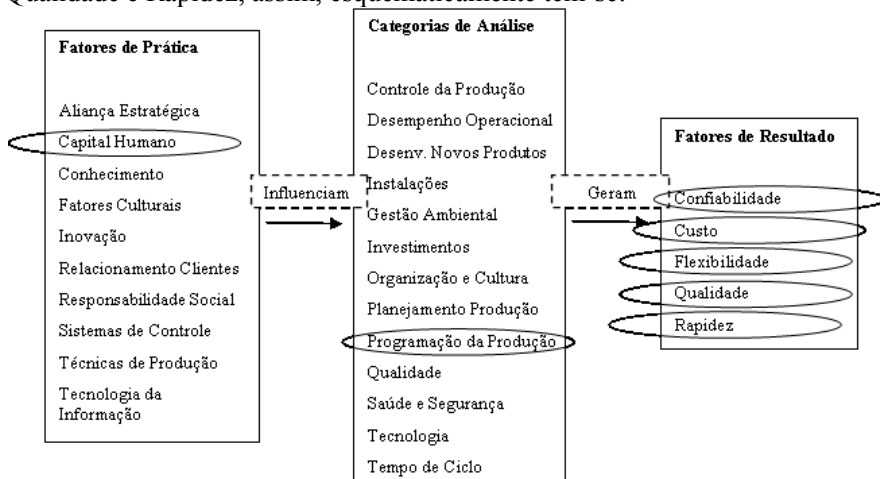 Qualidade e Rapidez, assim, esquematicamente tem-se:
Fatores de Prática
Aliança Estratégica
Capital Humano
Conhecimento
Fatores Culturais
Inovação
Relacionamento Clientes
Responsabilidade Social
Sistemas de Controle
Técnicas de Produção
Tecnologia da
Informação
Influenciam
Categorias de Análise
Controle da Produção
Desempenho Operacional
Desenv. Novos Produtos
Instalações
Gestão Ambiental
Investimentos
Organização e Cultura
Planejamento Produção
Programação da Produção
Qualidade
Saúde e Segurança
Tecnologia
Tempo de Ciclo
Geram
Fatores de Resultado
Confiabilidade
Custo
Flexibilidade
Qualidade
Rapidez